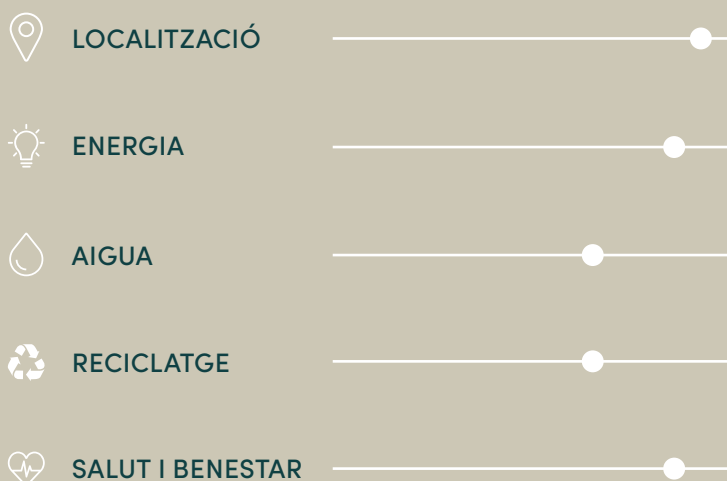 LOCALITZACIÓ
ENERGIA
AIGUA
RECICLATGE
SALUT I BENESTAR